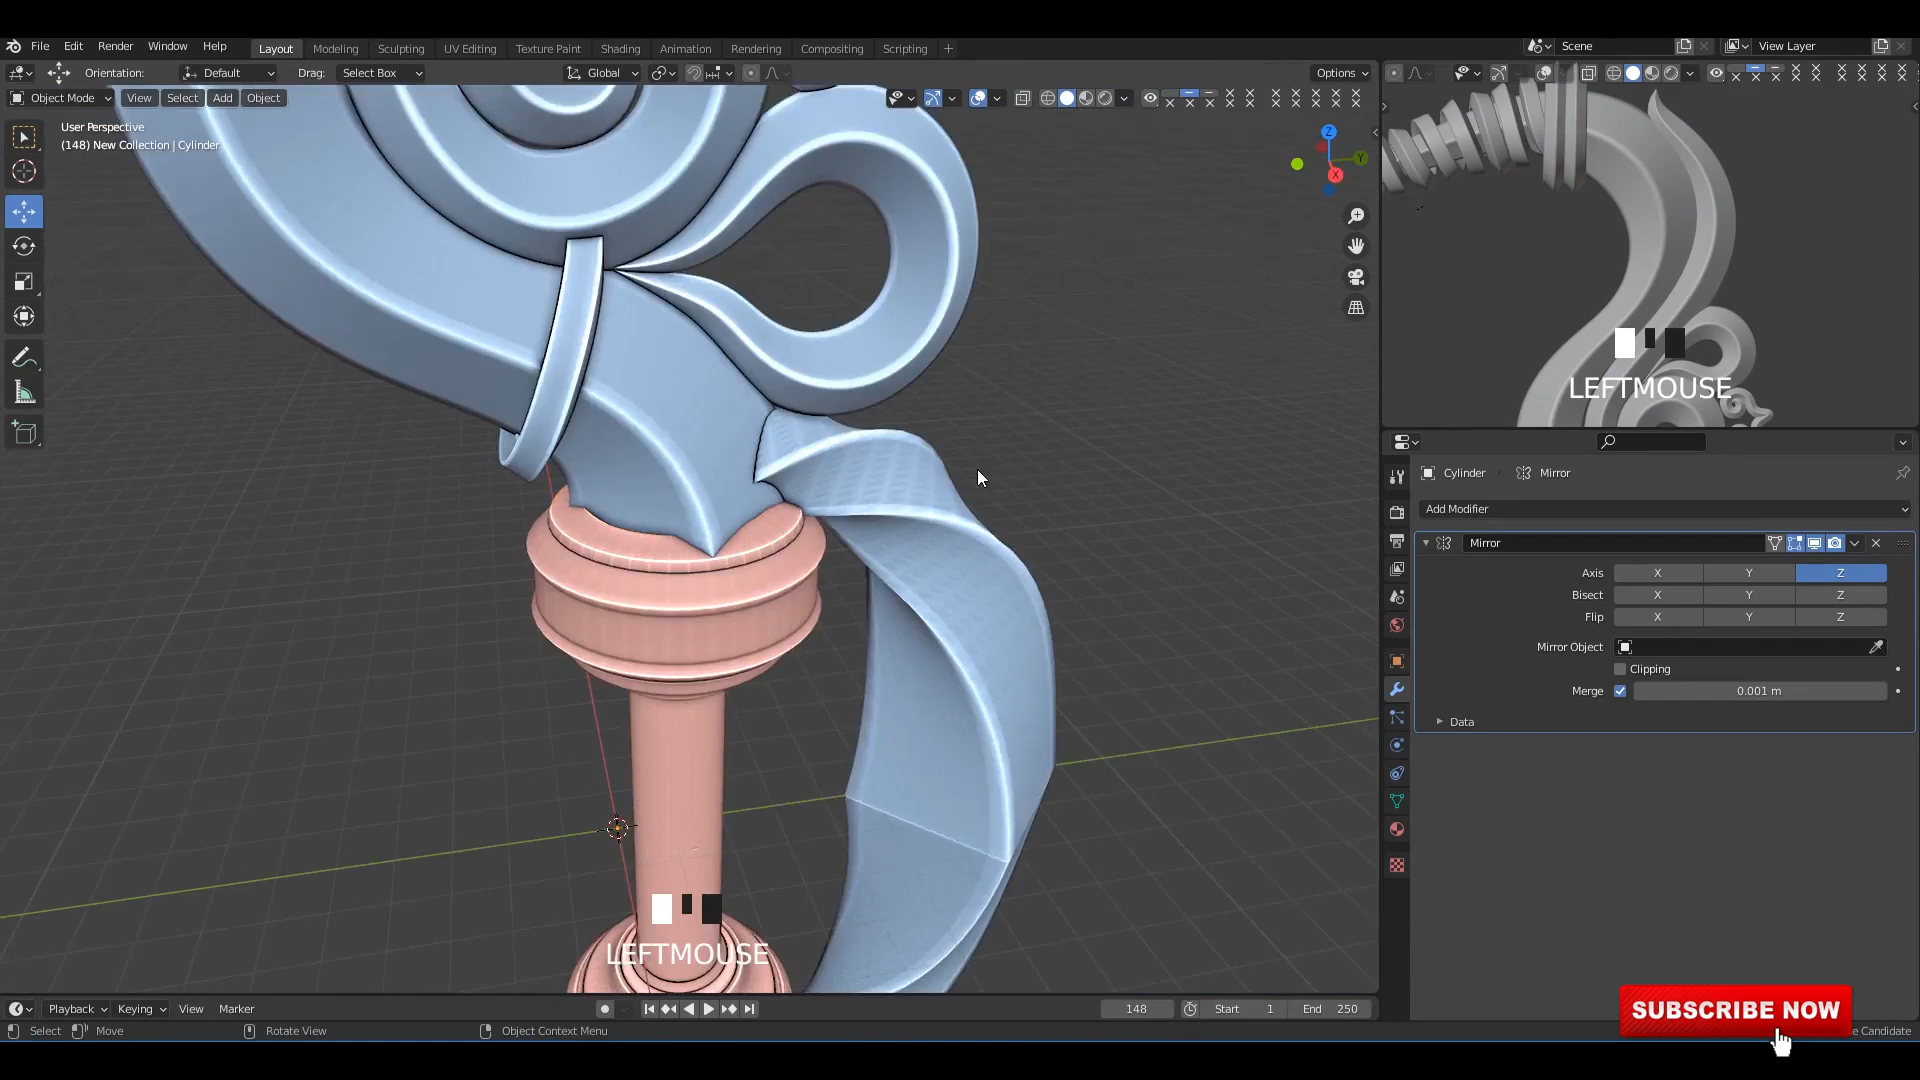 File Edit Render Window Help Layout Modeling Sculpting UV Editing Texture Paint Shading Animation Rendering Compositing Scripting + Scene View Layer
Orientation: Default Drag: Select Box Global Options
Object Mode View Select Add Object
User Perspective
(148) New Collection | Cylinder
Z
Y
X
LEFTMOUSE
Cylinder Mirror
Add Modifier
Mirror
Axis X Y Z
Bisect X Y Z
Flip X Y Z
Mirror Object
Clipping
Merge 0.001 m
Data
LEFTMOUSE
Playback Keying View Marker 148 Start 1 End 250
SUBSCRIBE NOW
Select Move Rotate View Object Context Menu e Candidate